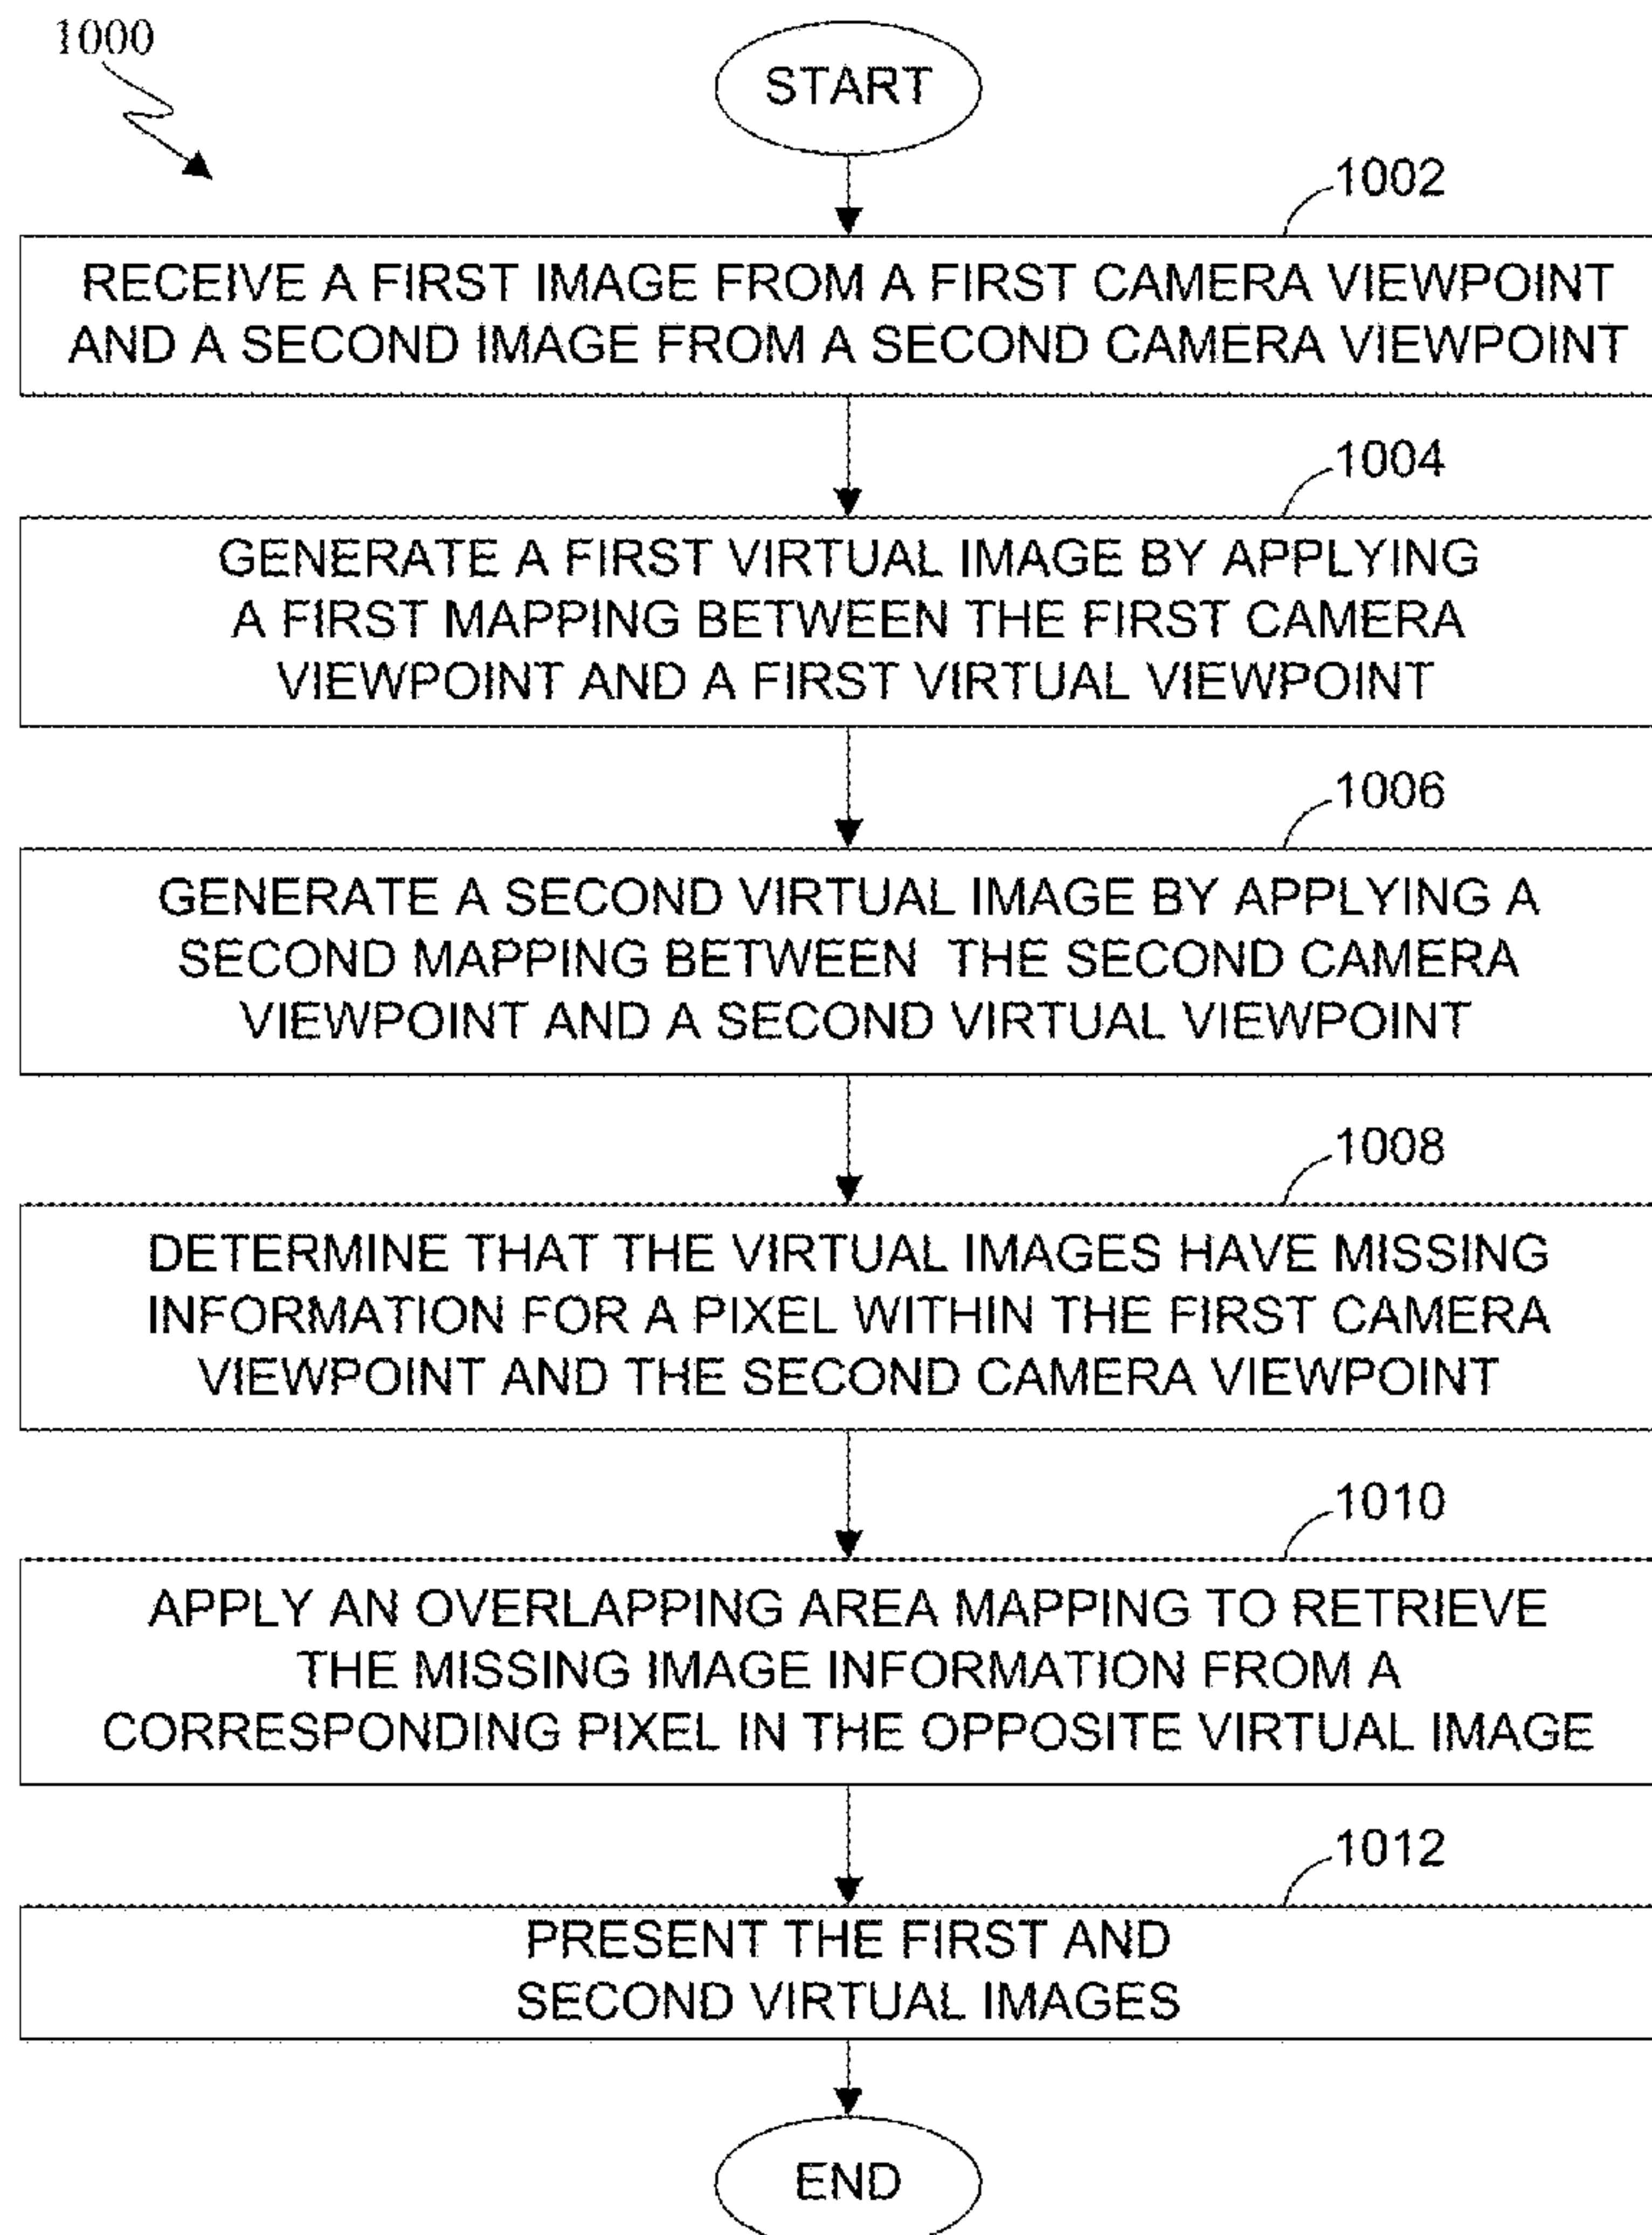 1000
START
1002
RECEIVE A FIRST IMAGE FROM A FIRST CAMERA VIEWPOINT
AND A SECOND IMAGE FROM A SECOND CAMERA VIEWPOINT
1004
GENERATE A FIRST VIRTUAL IMAGE BY APPLYING
A FIRST MAPPING BETWEEN THE FIRST CAMERA
VIEWPOINT AND A FIRST VIRTUAL VIEWPOINT
1006
GENERATE A SECOND VIRTUAL IMAGE BY APPLYING A
SECOND MAPPING BETWEEN THE SECOND CAMERA
VIEWPOINT AND A SECOND VIRTUAL VIEWPOINT
1008
DETERMINE THAT THE VIRTUAL IMAGES HAVE MISSING
INFORMATION FOR A PIXEL WITHIN THE FIRST CAMERA
VIEWPOINT AND THE SECOND CAMERA VIEWPOINT
1010
APPLY AN OVERLAPPING AREA MAPPING TO RETRIEVE
THE MISSING IMAGE INFORMATION FROM A
CORRESPONDING PIXEL IN THE OPPOSITE VIRTUAL IMAGE
1012
PRESENT THE FIRST AND
SECOND VIRTUAL IMAGES
END